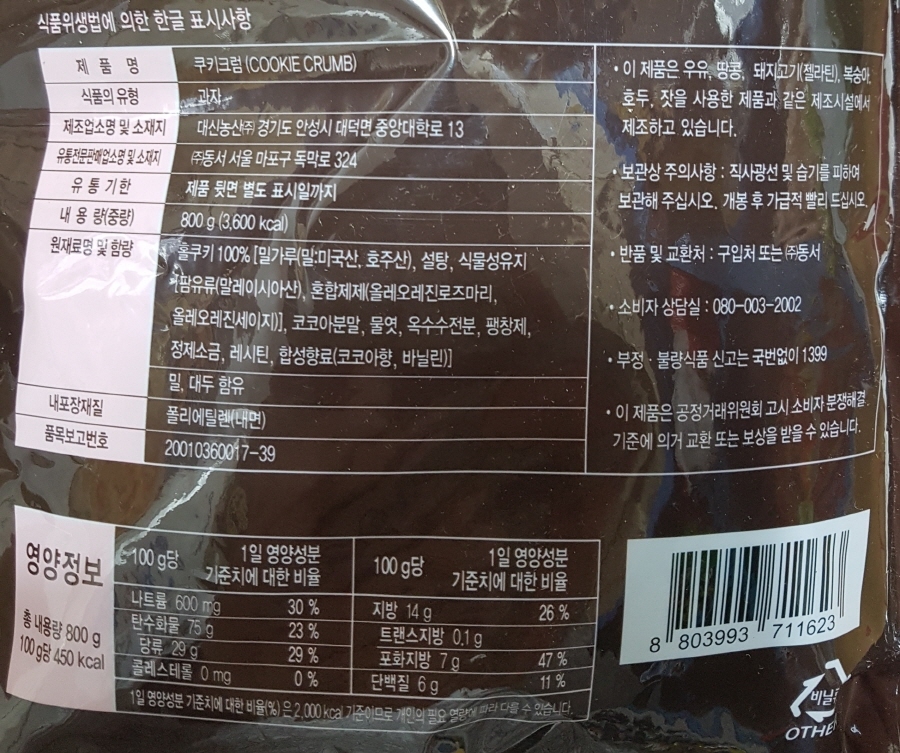 식품위생법에 의한 한글 표시사항
제 품 명 쿠키크럼 (COOKIE CRUMB)
식품의 유형 과자
제조업소명 및 소재지 대신농산㈜ 경기도 안성시 대덕면 중앙대학로 13
유통전문판매업소명 및 소재지 ㈜동서 서울 마포구 독막로 324
유 통 기 한 제품 뒷면 별도 표시일까지
내 용 량(중량) 800 g (3,600 kcal)
원재료명 및 함량 홀쿠키 100% [밀가루(밀:미국산, 호주산), 설탕, 식물성유지
[팜유류(말레이시아산), 혼합제제(올레오레진로즈마리,
올레오레진세이지)], 코코아분말, 물엿, 옥수수전분, 팽창제,
정제소금, 레시틴, 합성향료(코코아향, 바닐린)]
밀, 대두 함유
내포장재질 폴리에틸렌(내면)
품목보고번호 20010360017-39
• 이 제품은 우유, 땅콩, 돼지고기(젤라틴), 복숭아,
호두, 잣을 사용한 제품과 같은 제조시설에서
제조하고 있습니다.
• 보관상 주의사항 : 직사광선 및 습기를 피하여
보관해 주십시오. 개봉 후 가급적 빨리 드십시오.
• 반품 및 교환처 : 구입처 또는 ㈜동서
• 소비자 상담실 : 080-003-2002
• 부정 · 불량식품 신고는 국번없이 1399
• 이 제품은 공정거래위원회 고시 소비자 분쟁해결
기준에 의거 교환 또는 보상을 받을 수 있습니다.
영양정보
총 내용량 800 g
100 g당 450 kcal
100 g당 1일 영양성분 기준치에 대한 비율
나트륨 600 mg 30 %
탄수화물 75 g 23 %
당류 29 g 29 %
콜레스테롤 0 mg 0 %
100 g당 1일 영양성분 기준치에 대한 비율
지방 14 g 26 %
트랜스지방 0.1 g
포화지방 7 g 47 %
단백질 6 g 11 %
1일 영양성분 기준치에 대한 비율(%)은 2,000 kcal 기준이므로 개인의 필요 열량에 따라 다를 수 있습니다.
8 803993 711623
비닐류
OTHER